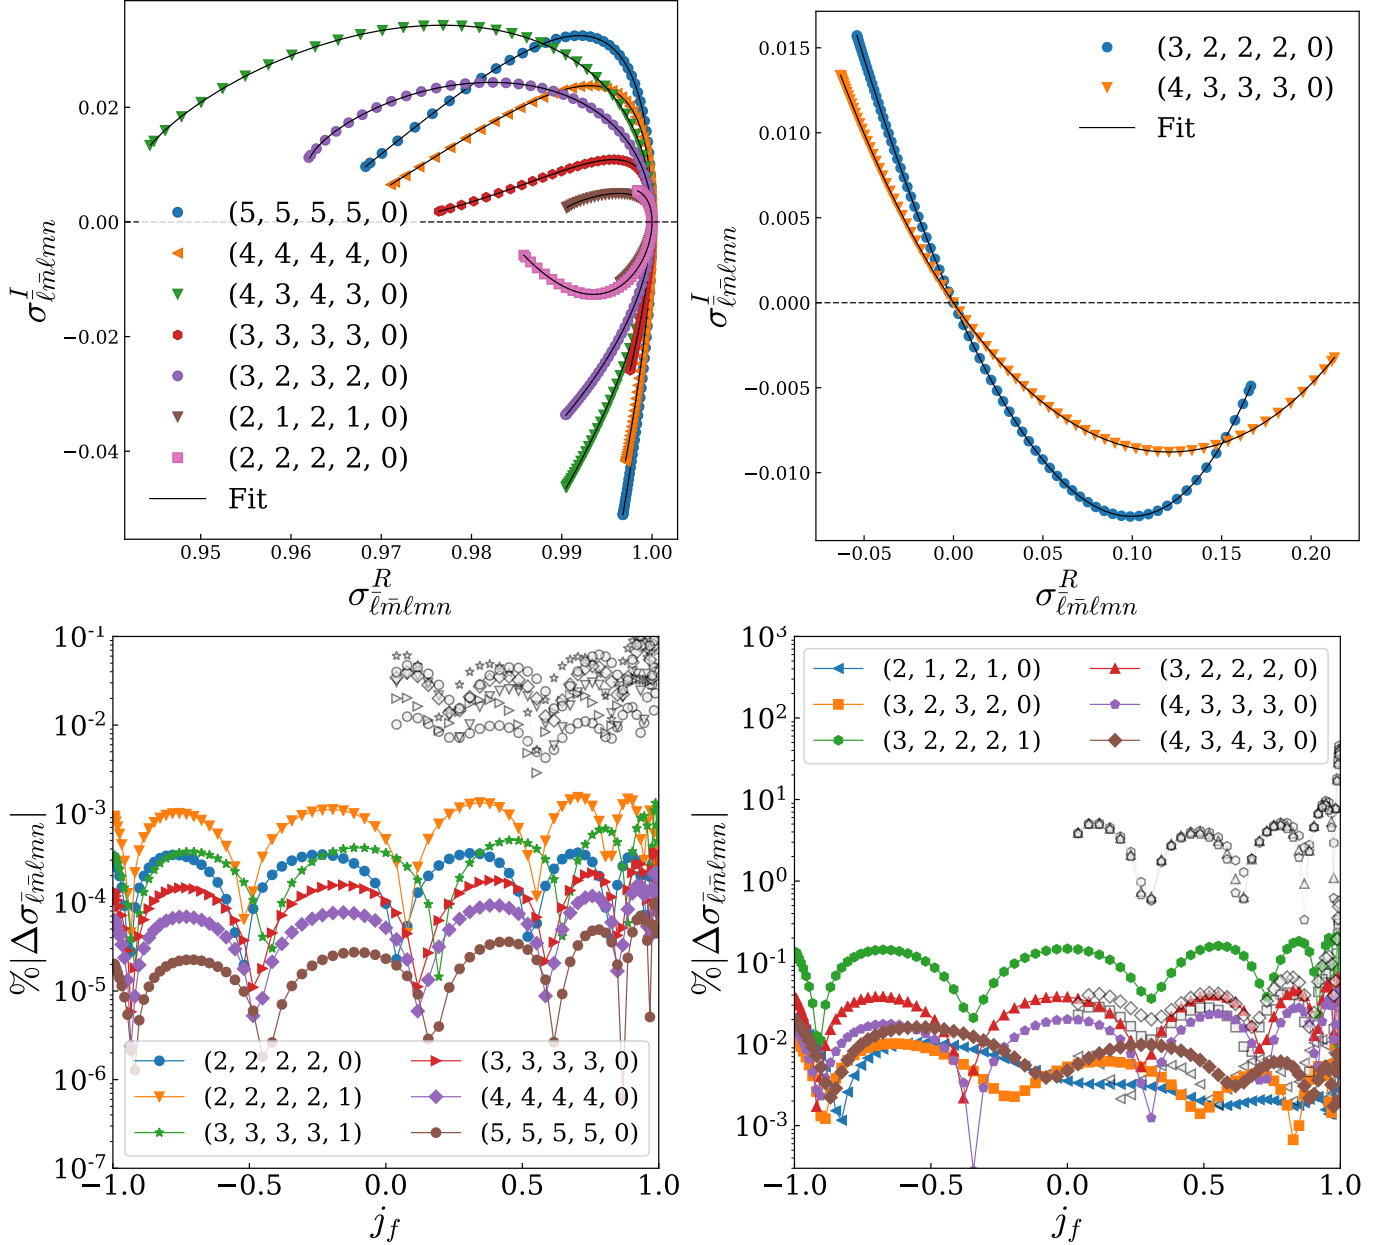 0.02
0.00
−0.02
−0.04
0.95 0.96 0.97 0.98 0.99 1.00
σ^I_{ℓ̄m̄ℓmn}
σ^R_{ℓ̄m̄ℓmn}
(5, 5, 5, 5, 0)
(4, 4, 4, 4, 0)
(4, 3, 4, 3, 0)
(3, 3, 3, 3, 0)
(3, 2, 3, 2, 0)
(2, 1, 2, 1, 0)
(2, 2, 2, 2, 0)
Fit
0.015
0.010
0.005
0.000
−0.005
−0.010
−0.05 0.00 0.05 0.10 0.15 0.20
σ^I_{ℓ̄m̄ℓmn}
σ^R_{ℓ̄m̄ℓmn}
(3, 2, 2, 2, 0)
(4, 3, 3, 3, 0)
Fit
10^-1
10^-2
10^-3
10^-4
10^-5
10^-6
10^-7
−1.0 −0.5 0.0 0.5 1.0
%|Δσ_{ℓ̄m̄ℓmn}|
j_f
(2, 2, 2, 2, 0)
(2, 2, 2, 2, 1)
(3, 3, 3, 3, 1)
(3, 3, 3, 3, 0)
(4, 4, 4, 4, 0)
(5, 5, 5, 5, 0)
10^3
10^2
10^1
10^0
10^-1
10^-2
10^-3
−1.0 −0.5 0.0 0.5 1.0
%|Δσ_{ℓ̄m̄ℓmn}|
j_f
(2, 1, 2, 1, 0)
(3, 2, 3, 2, 0)
(3, 2, 2, 2, 1)
(3, 2, 2, 2, 0)
(4, 3, 3, 3, 0)
(4, 3, 4, 3, 0)